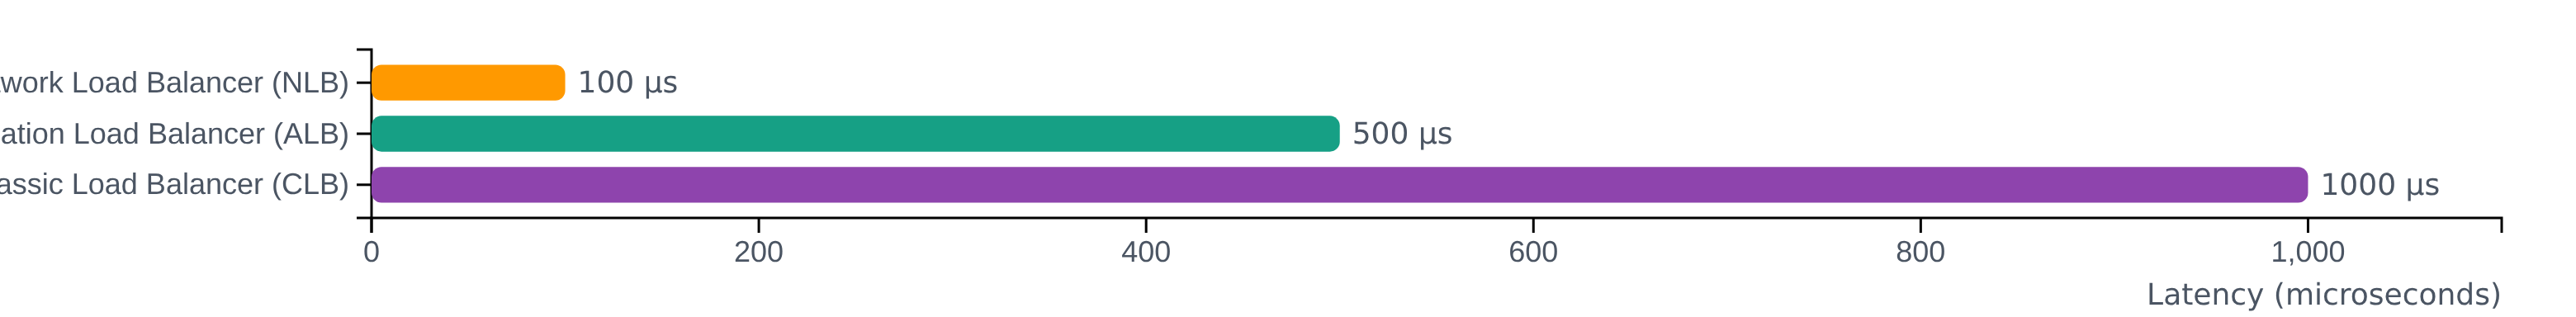 work Load Balancer (NLB) 100 µs
ation Load Balancer (ALB) 500 µs
assic Load Balancer (CLB) 1000 µs
0 200 400 600 800 1,000
Latency (microseconds)